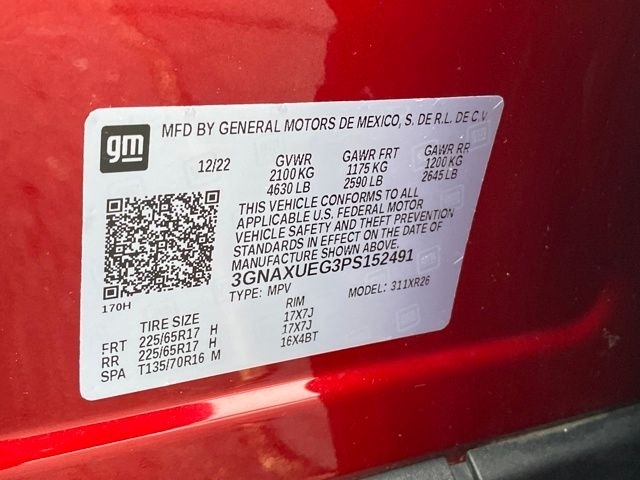 gm
MFD BY GENERAL MOTORS DE MEXICO, S. DE R.L. DE C.V.
12/22 GVWR GAWR FRT GAWR RR
2100 KG 1175 KG 1200 KG
4630 LB 2590 LB 2645 LB
THIS VEHICLE CONFORMS TO ALL
APPLICABLE U.S. FEDERAL MOTOR
VEHICLE SAFETY AND THEFT PREVENTION
STANDARDS IN EFFECT ON THE DATE OF
MANUFACTURE SHOWN ABOVE.
3GNAXUEG3PS152491
170H
TYPE: MPV MODEL: 311XR26
TIRE SIZE RIM
FRT 225/65R17 H 17X7J
RR 225/65R17 H 17X7J
SPA T135/70R16 M 16X4BT